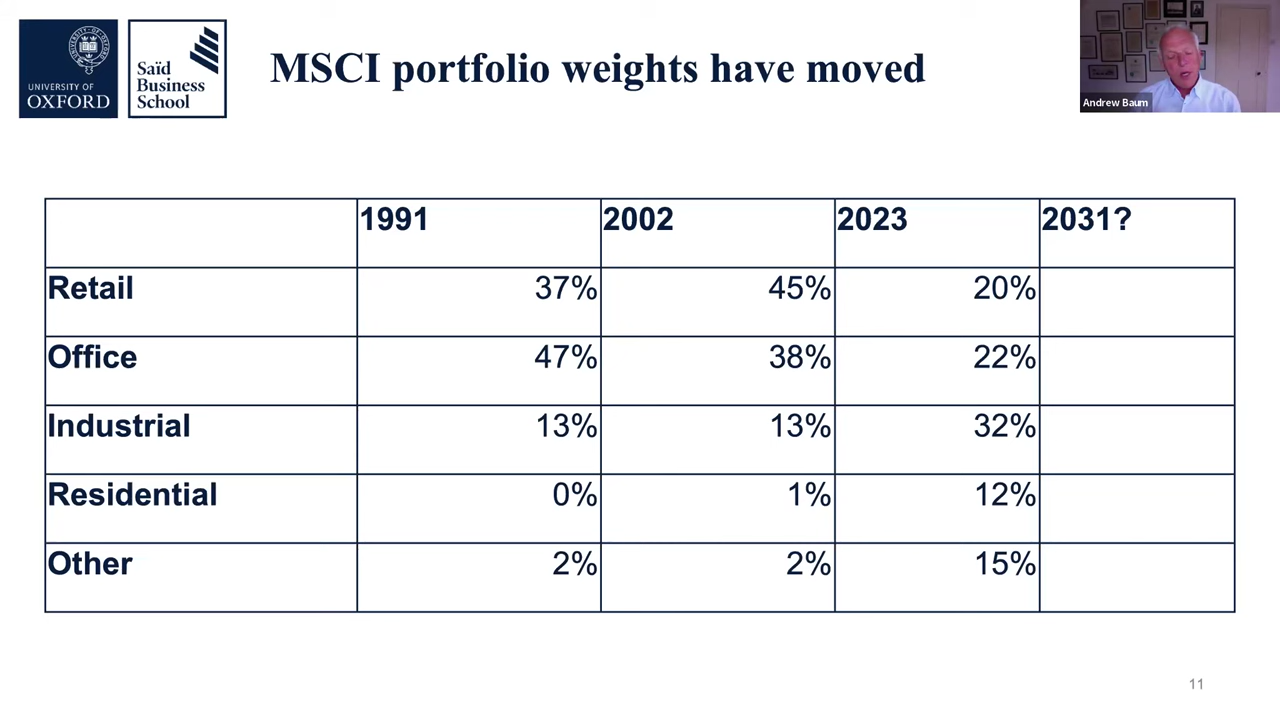 UNIVERSITY OF
OXFORD
Saïd
Business
School
MSCI portfolio weights have moved
Andrew Baum
1991 2002 2023 2031?
Retail 37% 45% 20%
Office 47% 38% 22%
Industrial 13% 13% 32%
Residential 0% 1% 12%
Other 2% 2% 15%
11